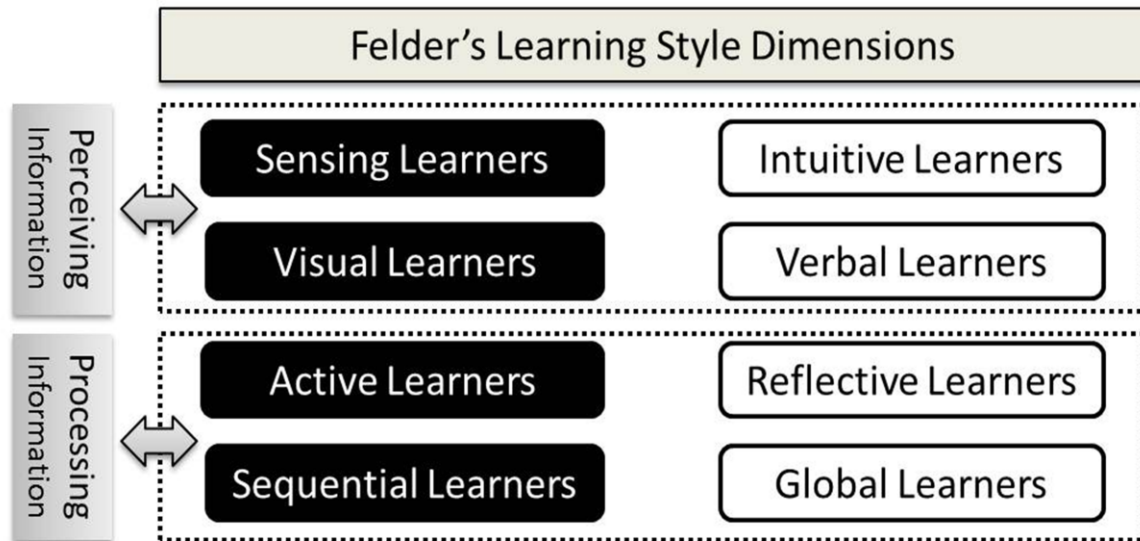 Felder's Learning Style Dimensions
Perceiving
Information
Sensing Learners
Intuitive Learners
Visual Learners
Verbal Learners
Processing
Information
Active Learners
Reflective Learners
Sequential Learners
Global Learners